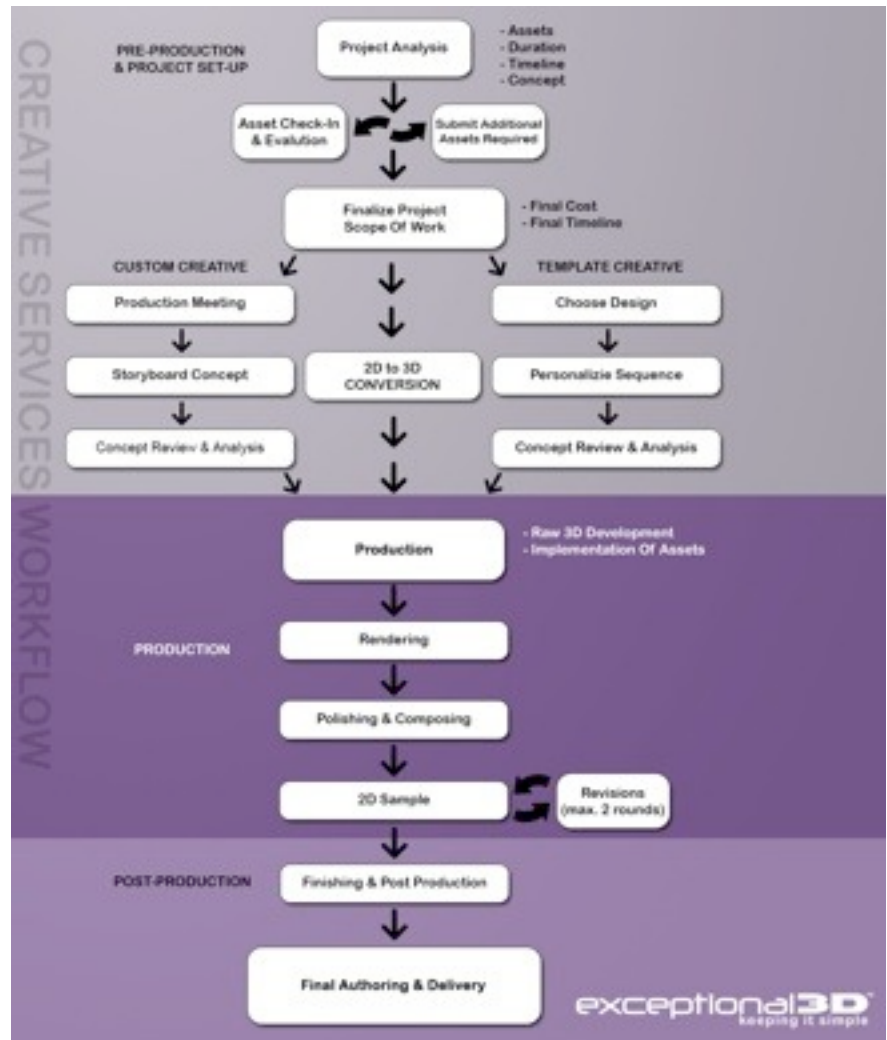 CREATIVE SERVICES WORKFLOW
PRE-PRODUCTION
& PROJECT SET-UP
Project Analysis
- Assets
- Duration
- Timeline
- Concept
Asset Check-In
& Evalution
Submit Additional
Assets Required
Finalize Project
Scope Of Work
- Final Cost
- Final Timeline
CUSTOM CREATIVE
Production Meeting
Storyboard Concept
Concept Review & Analysis
2D to 3D
CONVERSION
TEMPLATE CREATIVE
Choose Design
Personalizie Sequence
Concept Review & Analysis
PRODUCTION
Production
- Raw 3D Development
- Implementation Of Assets
Rendering
Polishing & Composing
2D Sample
Revisions
(max. 2 rounds)
POST-PRODUCTION
Finishing & Post Production
Final Authoring & Delivery
exceptional3D
keeping it simple